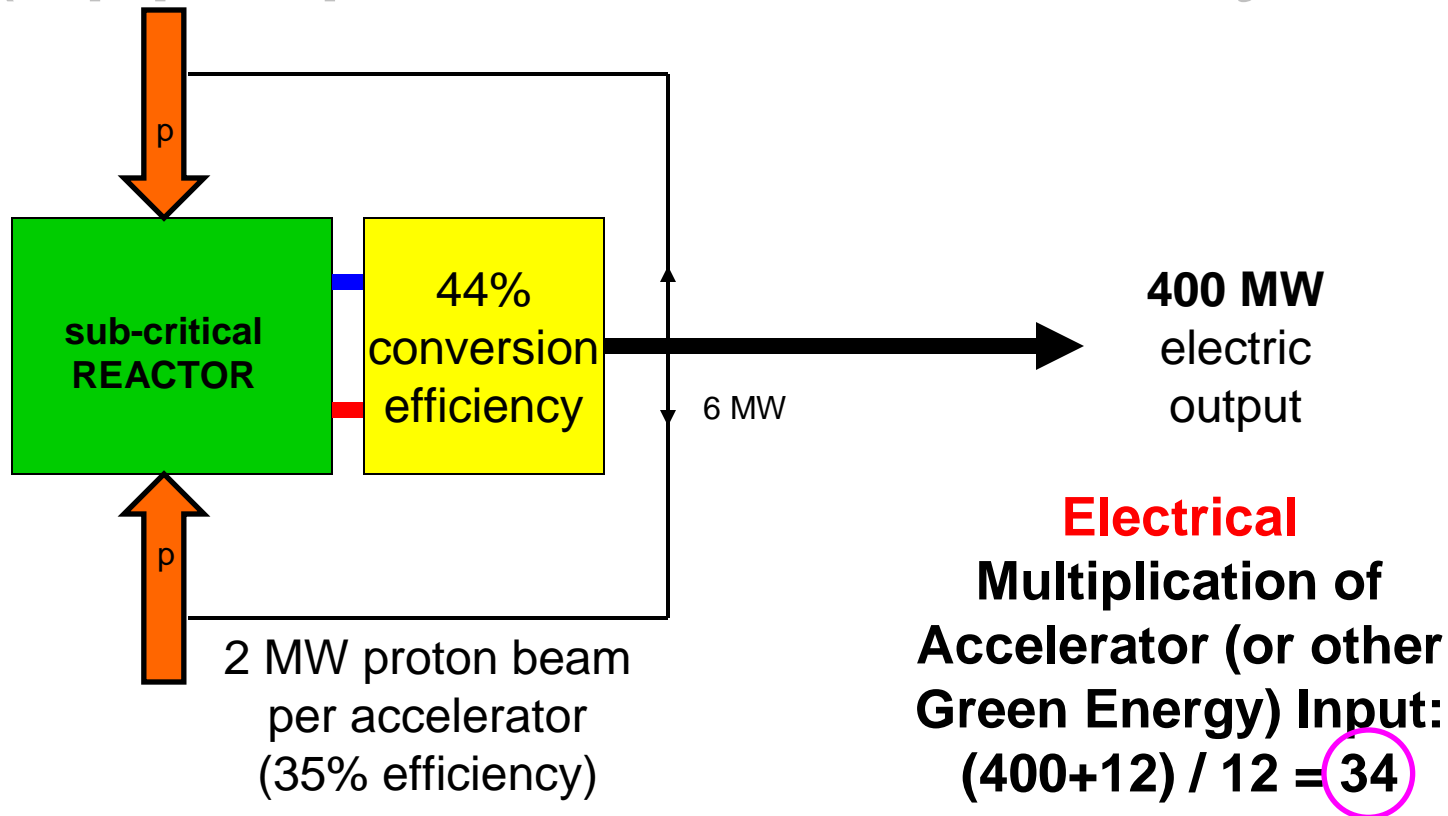 p
sub-critical
REACTOR
44%
conversion
efficiency
6 MW
400 MW
electric
output
p
2 MW proton beam
per accelerator
(35% efficiency)
Electrical
Multiplication of
Accelerator (or other
Green Energy) Input:
(400+12) / 12 = 34